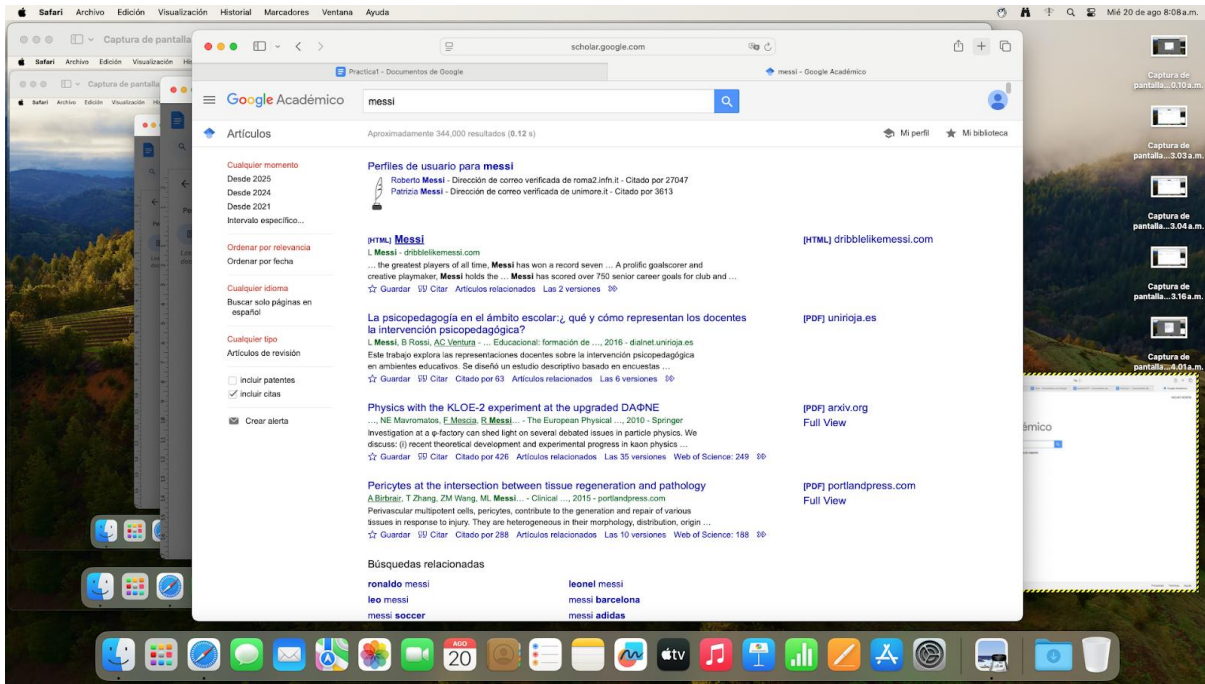 Safari Archivo Edición Visualización Historial Marcadores Ventana Ayuda
Mié 20 de ago 8:08 a.m.
Captura de pantalla
Safari Archivo Edición Visualización
Captura de pantalla
Safari Archivo Edición Visualización
scholar.google.com
Practica1 - Documentos de Google
messi - Google Académico
Google Académico
messi
Artículos
Aproximadamente 344,000 resultados (0.12 s)
Mi perfil
Mi biblioteca
Cualquier momento
Desde 2025
Desde 2024
Desde 2021
Intervalo específico...
Ordenar por relevancia
Ordenar por fecha
Cualquier idioma
Buscar solo páginas en
español
Cualquier tipo
Artículos de revisión
incluir patentes
incluir citas
Crear alerta
Perfiles de usuario para messi
Roberto Messi - Dirección de correo verificada de roma2.infn.it - Citado por 27047
Patrizia Messi - Dirección de correo verificada de unimore.it - Citado por 3613
[HTML] Messi
[HTML] dribblelikemessi.com
L Messi - dribblelikemessi.com
… the greatest players of all time, Messi has won a record seven … A prolific goalscorer and
creative playmaker, Messi holds the … Messi has scored over 750 senior career goals for club and …
Guardar Citar Artículos relacionados Las 2 versiones
La psicopedagogía en el ámbito escolar:¿ qué y cómo representan los docentes
la intervención psicopedagógica?
[PDF] unirioja.es
L Messi, B Rossi, AC Ventura - … Educacional: formación de …, 2016 - dialnet.unirioja.es
Este trabajo explora las representaciones docentes sobre la intervención psicopedagógica
en ambientes educativos. Se diseñó un estudio descriptivo basado en encuestas …
Guardar Citar Citado por 63 Artículos relacionados Las 6 versiones
Physics with the KLOE-2 experiment at the upgraded DAΦNE
[PDF] arxiv.org
…, NE Mavromatos, F Mescia, R Messi… - The European Physical …, 2010 - Springer
Full View
Investigation at a φ-factory can shed light on several debated issues in particle physics. We
discuss: (i) recent theoretical development and experimental progress in kaon physics …
Guardar Citar Citado por 426 Artículos relacionados Las 35 versiones Web of Science: 249
Pericytes at the intersection between tissue regeneration and pathology
[PDF] portlandpress.com
A Birbrair, T Zhang, ZM Wang, ML Messi… - Clinical …, 2015 - portlandpress.com
Full View
Perivascular multipotent cells, pericytes, contribute to the generation and repair of various
tissues in response to injury. They are heterogeneous in their morphology, distribution, origin …
Guardar Citar Citado por 288 Artículos relacionados Las 10 versiones Web of Science: 188
Búsquedas relacionadas
ronaldo messi
leonel messi
leo messi
messi barcelona
messi soccer
messi adidas
Captura de
pantalla...0.10 a.m.
Captura de
pantalla...3.03 a.m.
Captura de
pantalla...3.04 a.m.
Captura de
pantalla...3.16 a.m.
Captura de
pantalla...4.01 a.m.
émico
AGO
20
tv